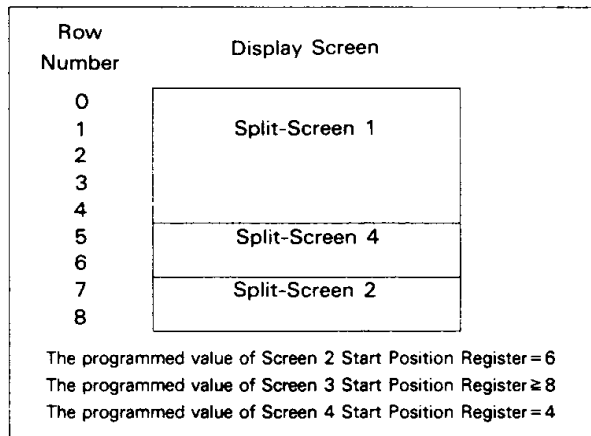 Row
Number
Display Screen
0
1 Split-Screen 1
2
3
4
5 Split-Screen 4
6
7 Split-Screen 2
8
The programmed value of Screen 2 Start Position Register=6
The programmed value of Screen 3 Start Position Register≧8
The programmed value of Screen 4 Start Position Register=4